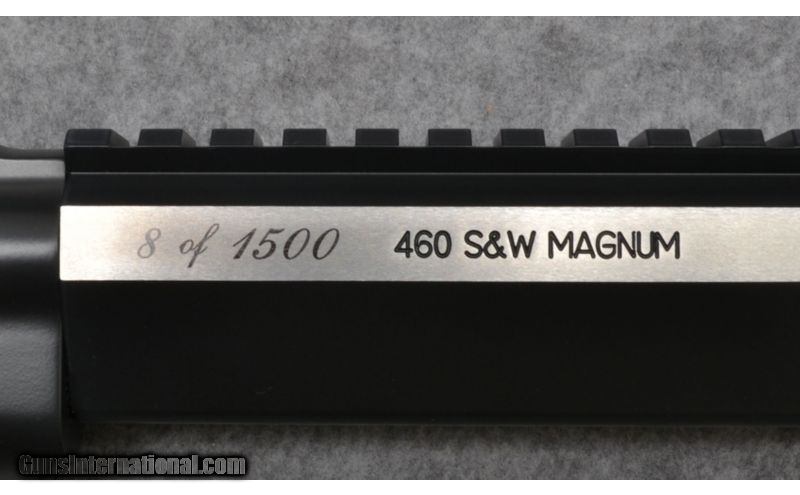 8 of 1500 460 S&W MAGNUM
GunsInternational.com